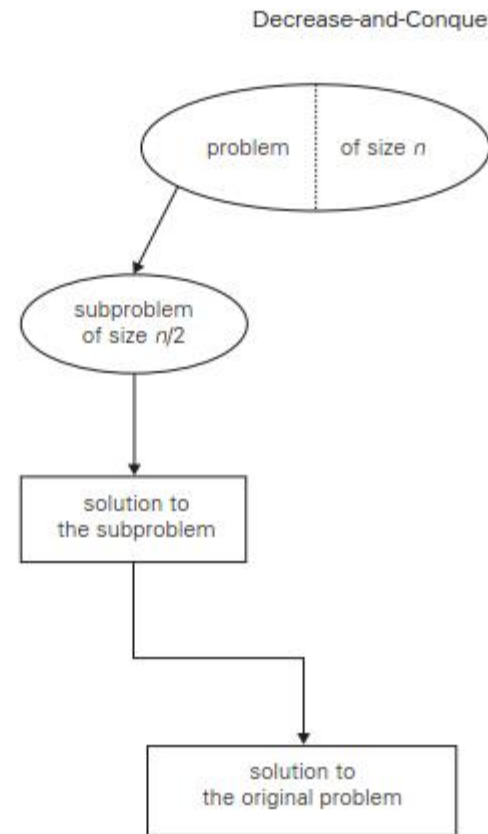 Decrease-and-Conque
problem of size n
subproblem
of size n/2
solution to
the subproblem
solution to
the original problem